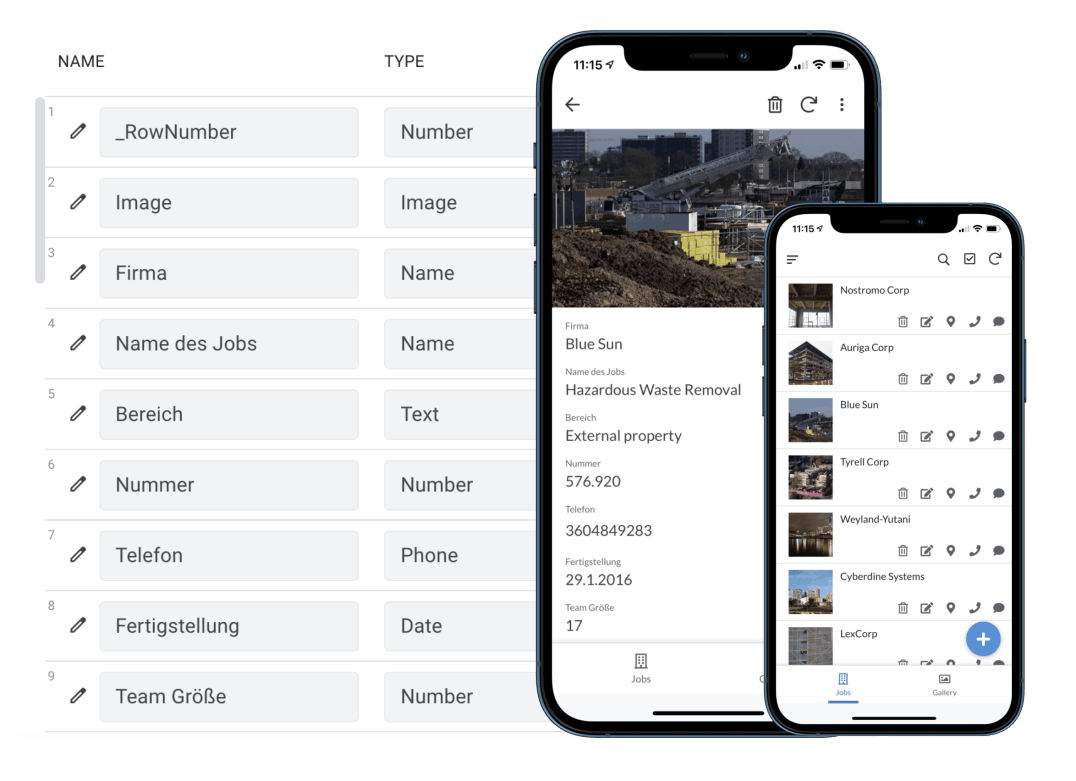 NAME TYPE
1 _RowNumber Number
2 Image Image
3 Firma Name
4 Name des Jobs Name
5 Bereich Text
6 Nummer Number
7 Telefon Phone
8 Fertigstellung Date
9 Team Größe Number
11:15
Firma
Blue Sun
Name des Jobs
Hazardous Waste Removal
Bereich
External property
Nummer
576.920
Telefon
3604849283
Fertigstellung
29.1.2016
Team Größe
17
Jobs
11:15
Nostromo Corp
Auriga Corp
Blue Sun
Tyrell Corp
Weyland-Yutani
Cyberdine Systems
LexCorp
+
Jobs Gallery